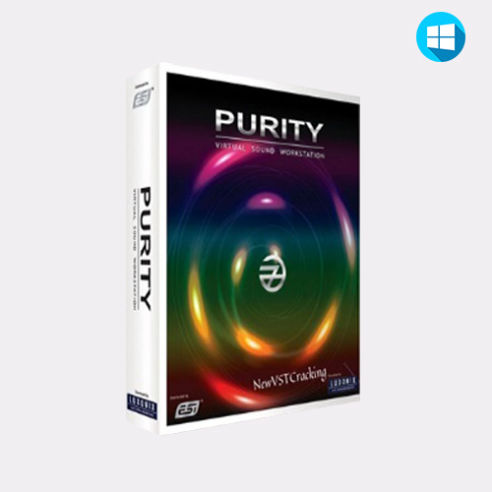 ESI
PURITY
VIRTUAL SOUND WORKSTATION
PURITY
VIRTUAL SOUND WORKSTATION
NewVSTCracking
LUXONIX
ESI
LUXONIX